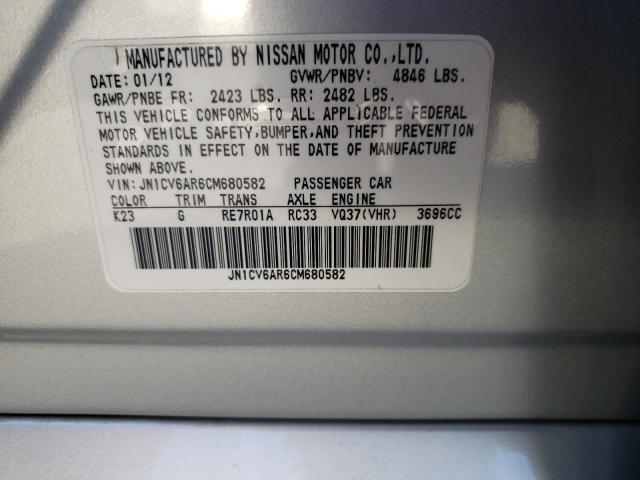 MANUFACTURED BY NISSAN MOTOR CO.,LTD.
DATE: 01/12 GVWR/PNBV: 4846 LBS.
GAWR/PNBE FR: 2423 LBS. RR: 2482 LBS.
THIS VEHICLE CONFORMS TO ALL APPLICABLE FEDERAL
MOTOR VEHICLE SAFETY,BUMPER,AND THEFT PREVENTION
STANDARDS IN EFFECT ON THE DATE OF MANUFACTURE
SHOWN ABOVE.
VIN: JN1CV6AR6CM680582 PASSENGER CAR
COLOR TRIM TRANS AXLE ENGINE
K23 G RE7R01A RC33 VQ37(VHR) 3696CC
JN1CV6AR6CM680582